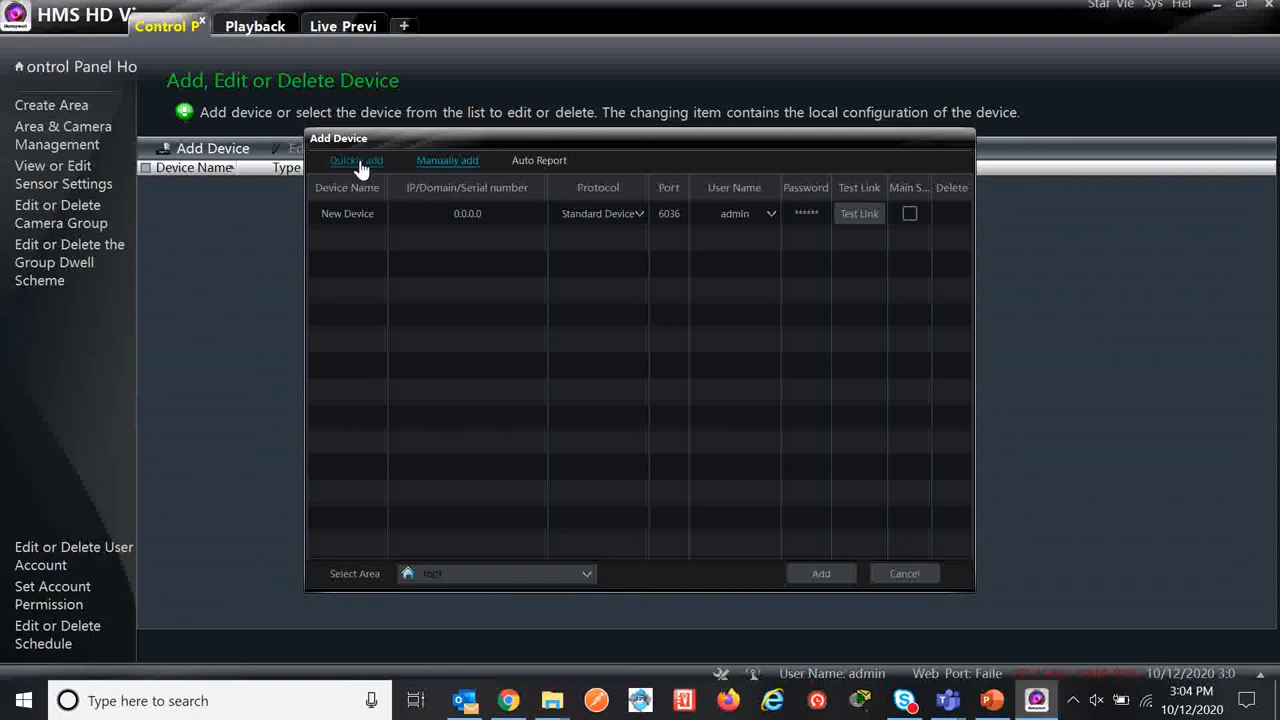 HMS HD Vi
Control P x
Playback
Live Previ
+
Star Vie Sys Hel
Honeywell
ontrol Panel Ho
Create Area
Area & Camera
Management
View or Edit
Sensor Settings
Edit or Delete
Camera Group
Edit or Delete the
Group Dwell
Scheme
Edit or Delete User
Account
Set Account
Permission
Edit or Delete
Schedule
Add, Edit or Delete Device
Add device or select the device from the list to edit or delete. The changing item contains the local configuration of the device.
Add Device Ed
Device Name Type
Add Device
Quickly add Manually add Auto Report
Device Name IP/Domain/Serial number Protocol Port User Name Password Test Link Main S... Delete
New Device 0.0.0.0 Standard Device 6036 admin ****** Test Link
Select Area root Add Cancel
User Name: admin Web Port: Faile 10/12/2020 3:0
Type here to search
3:04 PM
10/12/2020